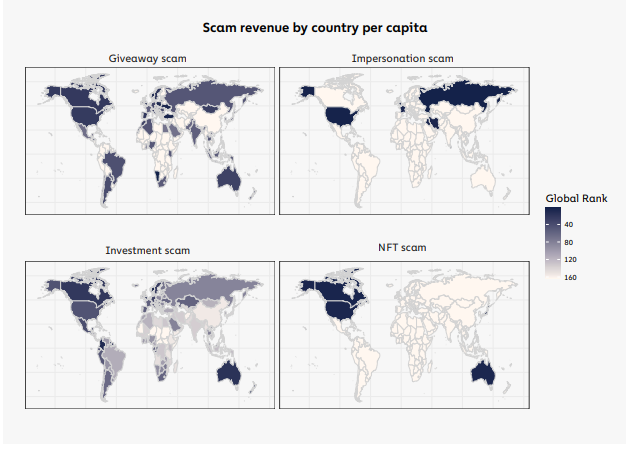 Scam revenue by country per capita
Giveaway scam
Impersonation scam
Global Rank
40
80
120
160
Investment scam
NFT scam